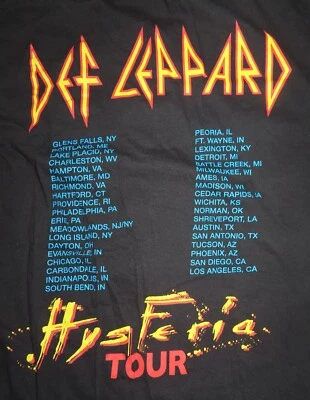 DEF LEPPARD
GLENS FALLS, NY
PORTLAND, ME
LAKE PLACID, NY
CHARLESTON, WV
HAMPTON, VA
BALTIMORE, MD
RICHMOND, VA
HARTFORD, CT
PROVIDENCE, RI
PHILADELPHIA, PA
ERIE, PA
MEADOWLANDS, NJ/NY
LONG ISLAND, NY
DAYTON, OH
EVANSVILLE, IN
CHICAGO, IL
CARBONDALE, IL
INDIANAPOLIS, IN
SOUTH BEND, IN
PEORIA, IL
FT. WAYNE, IN
LEXINGTON, KY
DETROIT, MI
BATTLE CREEK, MI
MILWAUKEE, WI
AMES, IA
MADISON, WI
CEDAR RAPIDS, IA
WICHITA, KS
NORMAN, OK
SHREVEPORT, LA
AUSTIN, TX
SAN ANTONIO, TX
TUCSON, AZ
PHOENIX, AZ
SAN DIEGO, CA
LOS ANGELES, CA
HysTeria
TOUR